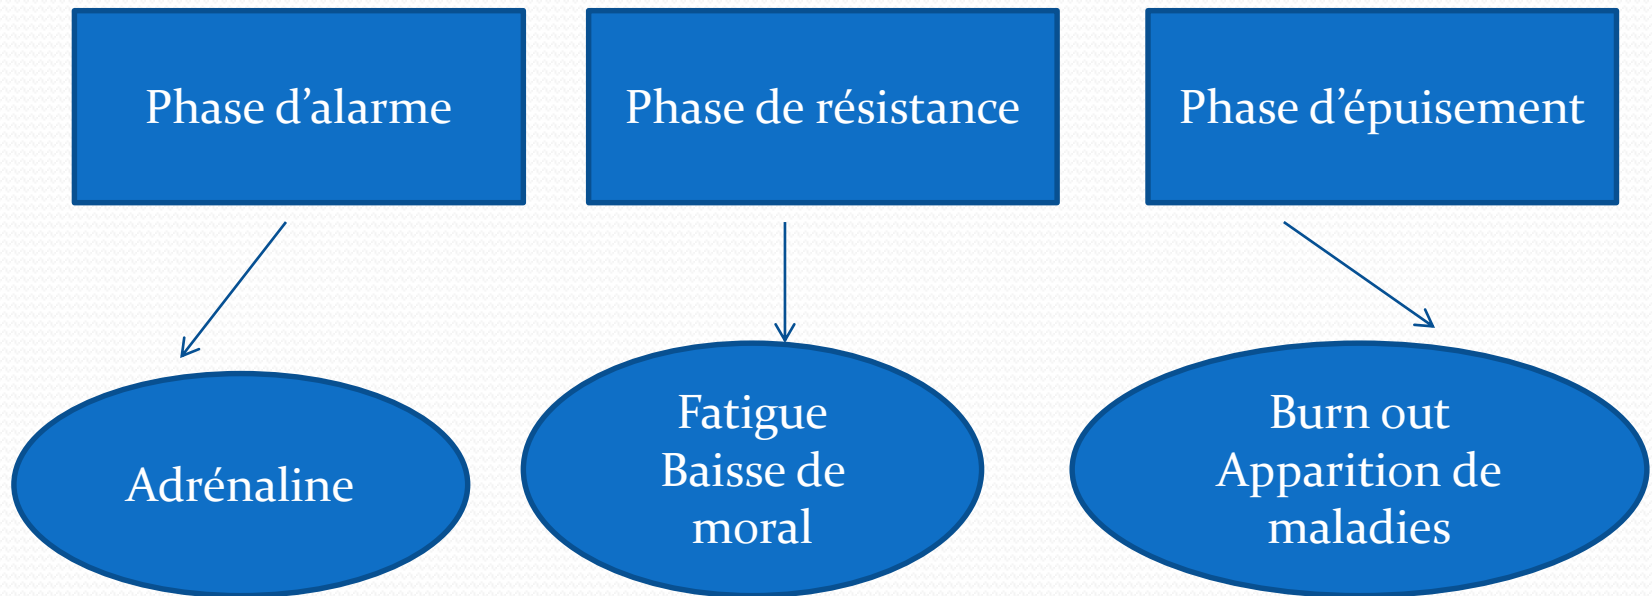 Phase d’alarme
Phase de résistance
Phase d’épuisement
Adrénaline
Fatigue
Baisse de
moral
Burn out
Apparition de
maladies